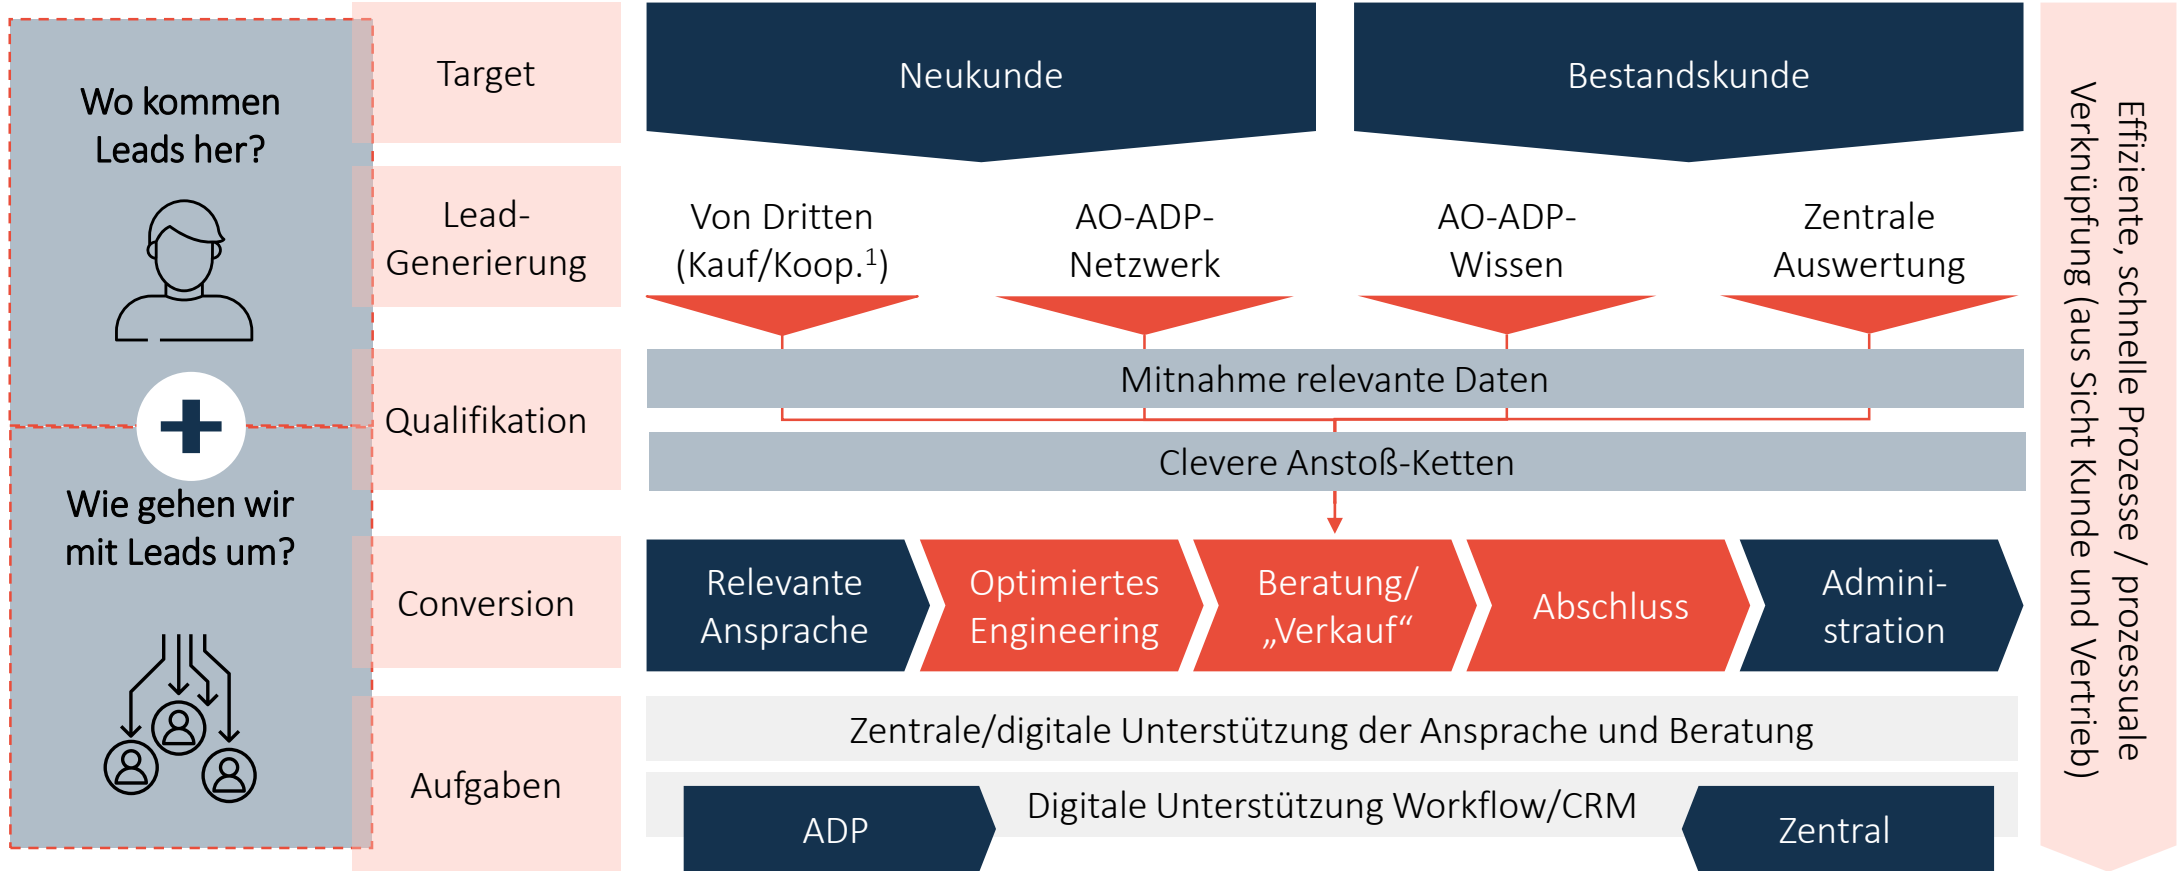 Wo kommen
Leads her?
Wie gehen wir
mit Leads um?
Target
Neukunde
Bestandskunde
Lead-
Generierung
Von Dritten
(Kauf/Koop.¹)
AO-ADP-
Netzwerk
AO-ADP-
Wissen
Zentrale
Auswertung
Qualifikation
Mitnahme relevante Daten
Clevere Anstoß-Ketten
Conversion
Relevante
Ansprache
Optimiertes
Engineering
Beratung/
„Verkauf“
Abschluss
Admini-
stration
Aufgaben
Zentrale/digitale Unterstützung der Ansprache und Beratung
Digitale Unterstützung Workflow/CRM
ADP
Zentral
Effiziente, schnelle Prozesse / prozessuale
Verknüpfung (aus Sicht Kunde und Vertrieb)